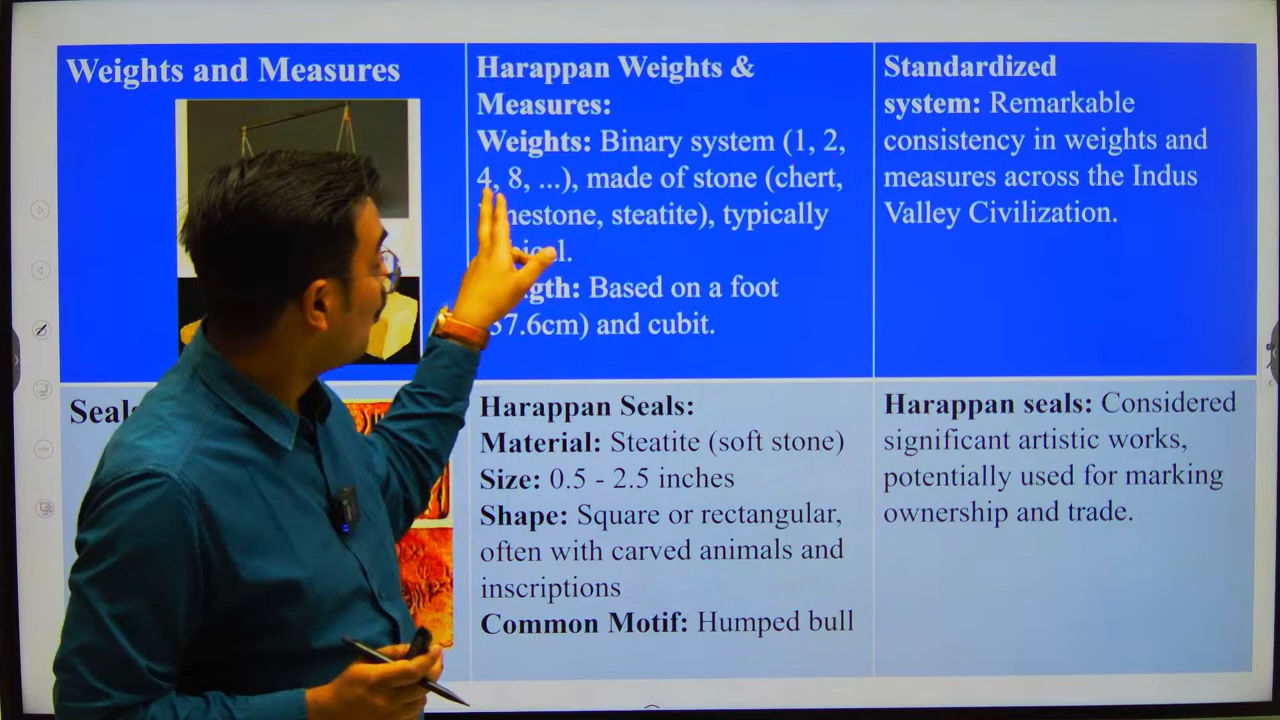 Weights and Measures
Harappan Weights &
Measures:
Weights: Binary system (1, 2,
4, 8, ...), made of stone (chert,
steatite), typically
Based on a foot
and cubit.
Standardized
system: Remarkable
consistency in weights and
measures across the Indus
Valley Civilization.
Seals
Harappan Seals:
Material: Steatite (soft stone)
Size: 0.5 - 2.5 inches
Shape: Square or rectangular,
often with carved animals and
inscriptions
Common Motif: Humped bull
Harappan seals: Considered
significant artistic works,
potentially used for marking
ownership and trade.